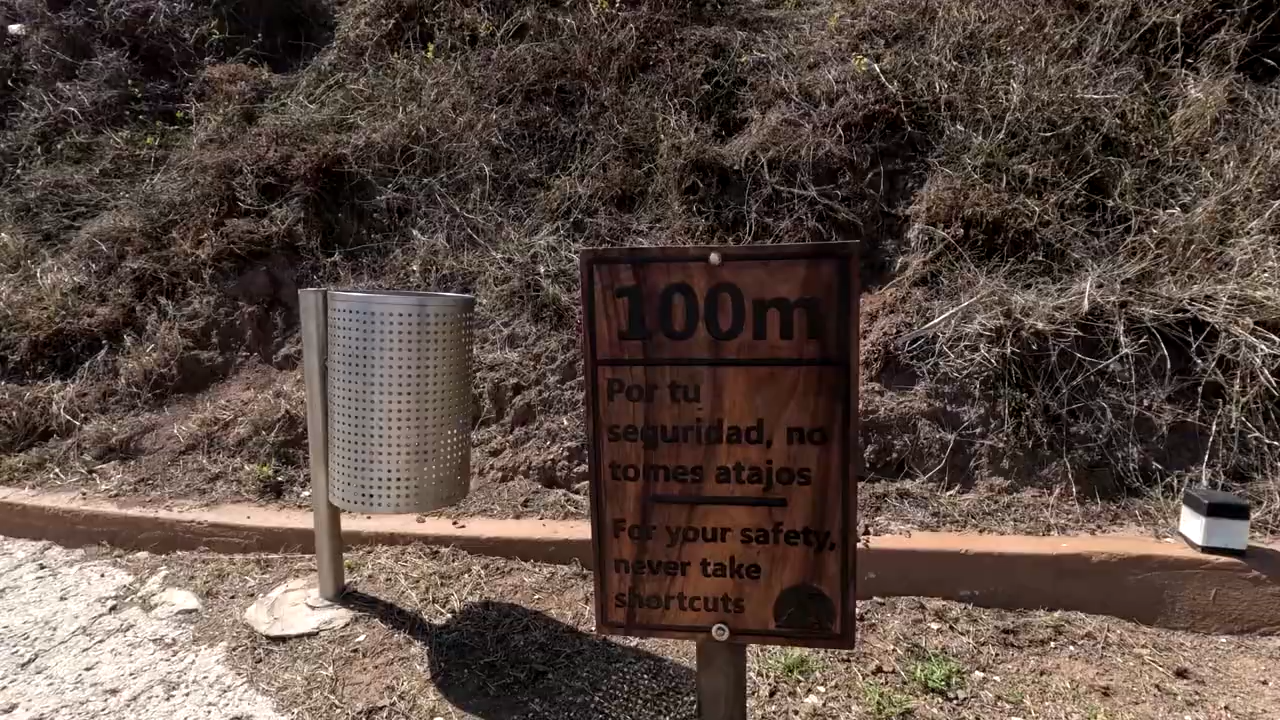 100m
Por tu
seguridad, no
tomes atajos
For your safety,
never take
shortcuts